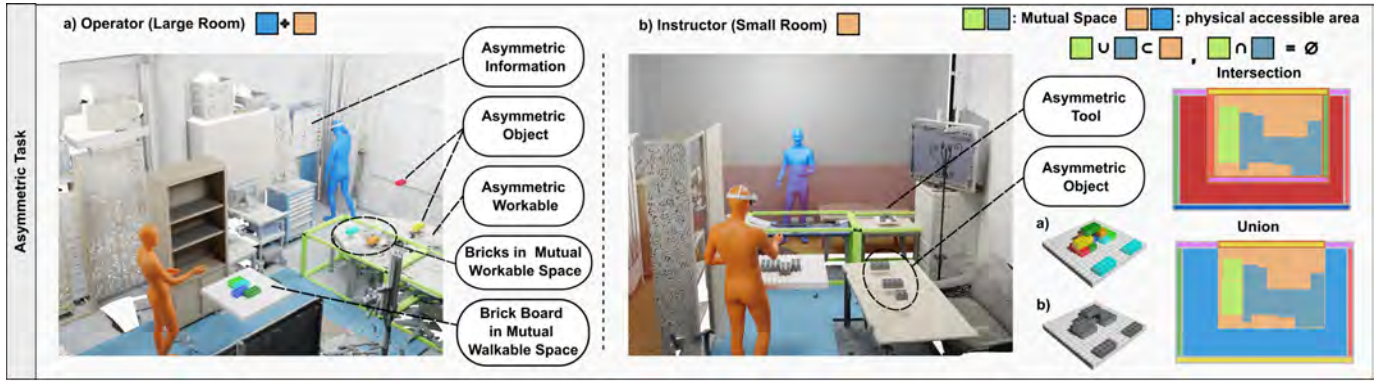 Asymmetric Task
a) Operator (Large Room)
+
Asymmetric
Information
Asymmetric
Object
Asymmetric
Workable
Bricks in Mutual
Workable Space
Brick Board
in Mutual
Walkable Space
b) Instructor (Small Room)
Asymmetric
Tool
Asymmetric
Object
: Mutual Space
: physical accessible area
∪ ⊂ , ∩ = ∅
Intersection
a)
Union
b)